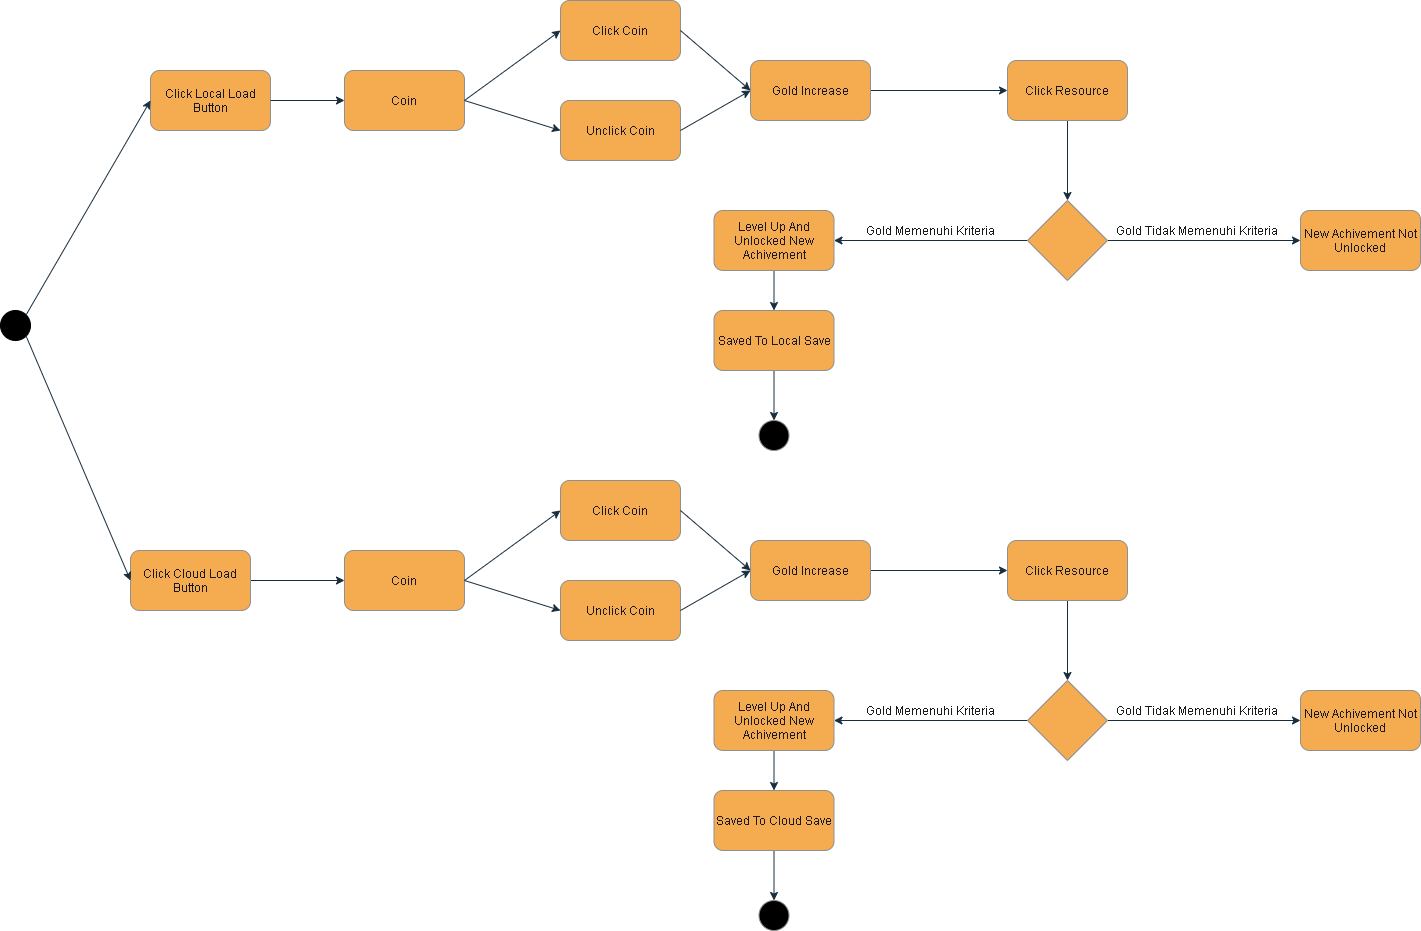 Click Coin
Click Local Load
Button
Coin
Unclick Coin
Gold Increase
Click Resource
Level Up And
Unlocked New
Achivement
Gold Memenuhi Kriteria
Gold Tidak Memenuhi Kriteria
New Achivement Not
Unlocked
Saved To Local Save
Click Coin
Click Cloud Load
Button
Coin
Unclick Coin
Gold Increase
Click Resource
Level Up And
Unlocked New
Achivement
Gold Memenuhi Kriteria
Gold Tidak Memenuhi Kriteria
New Achivement Not
Unlocked
Saved To Cloud Save